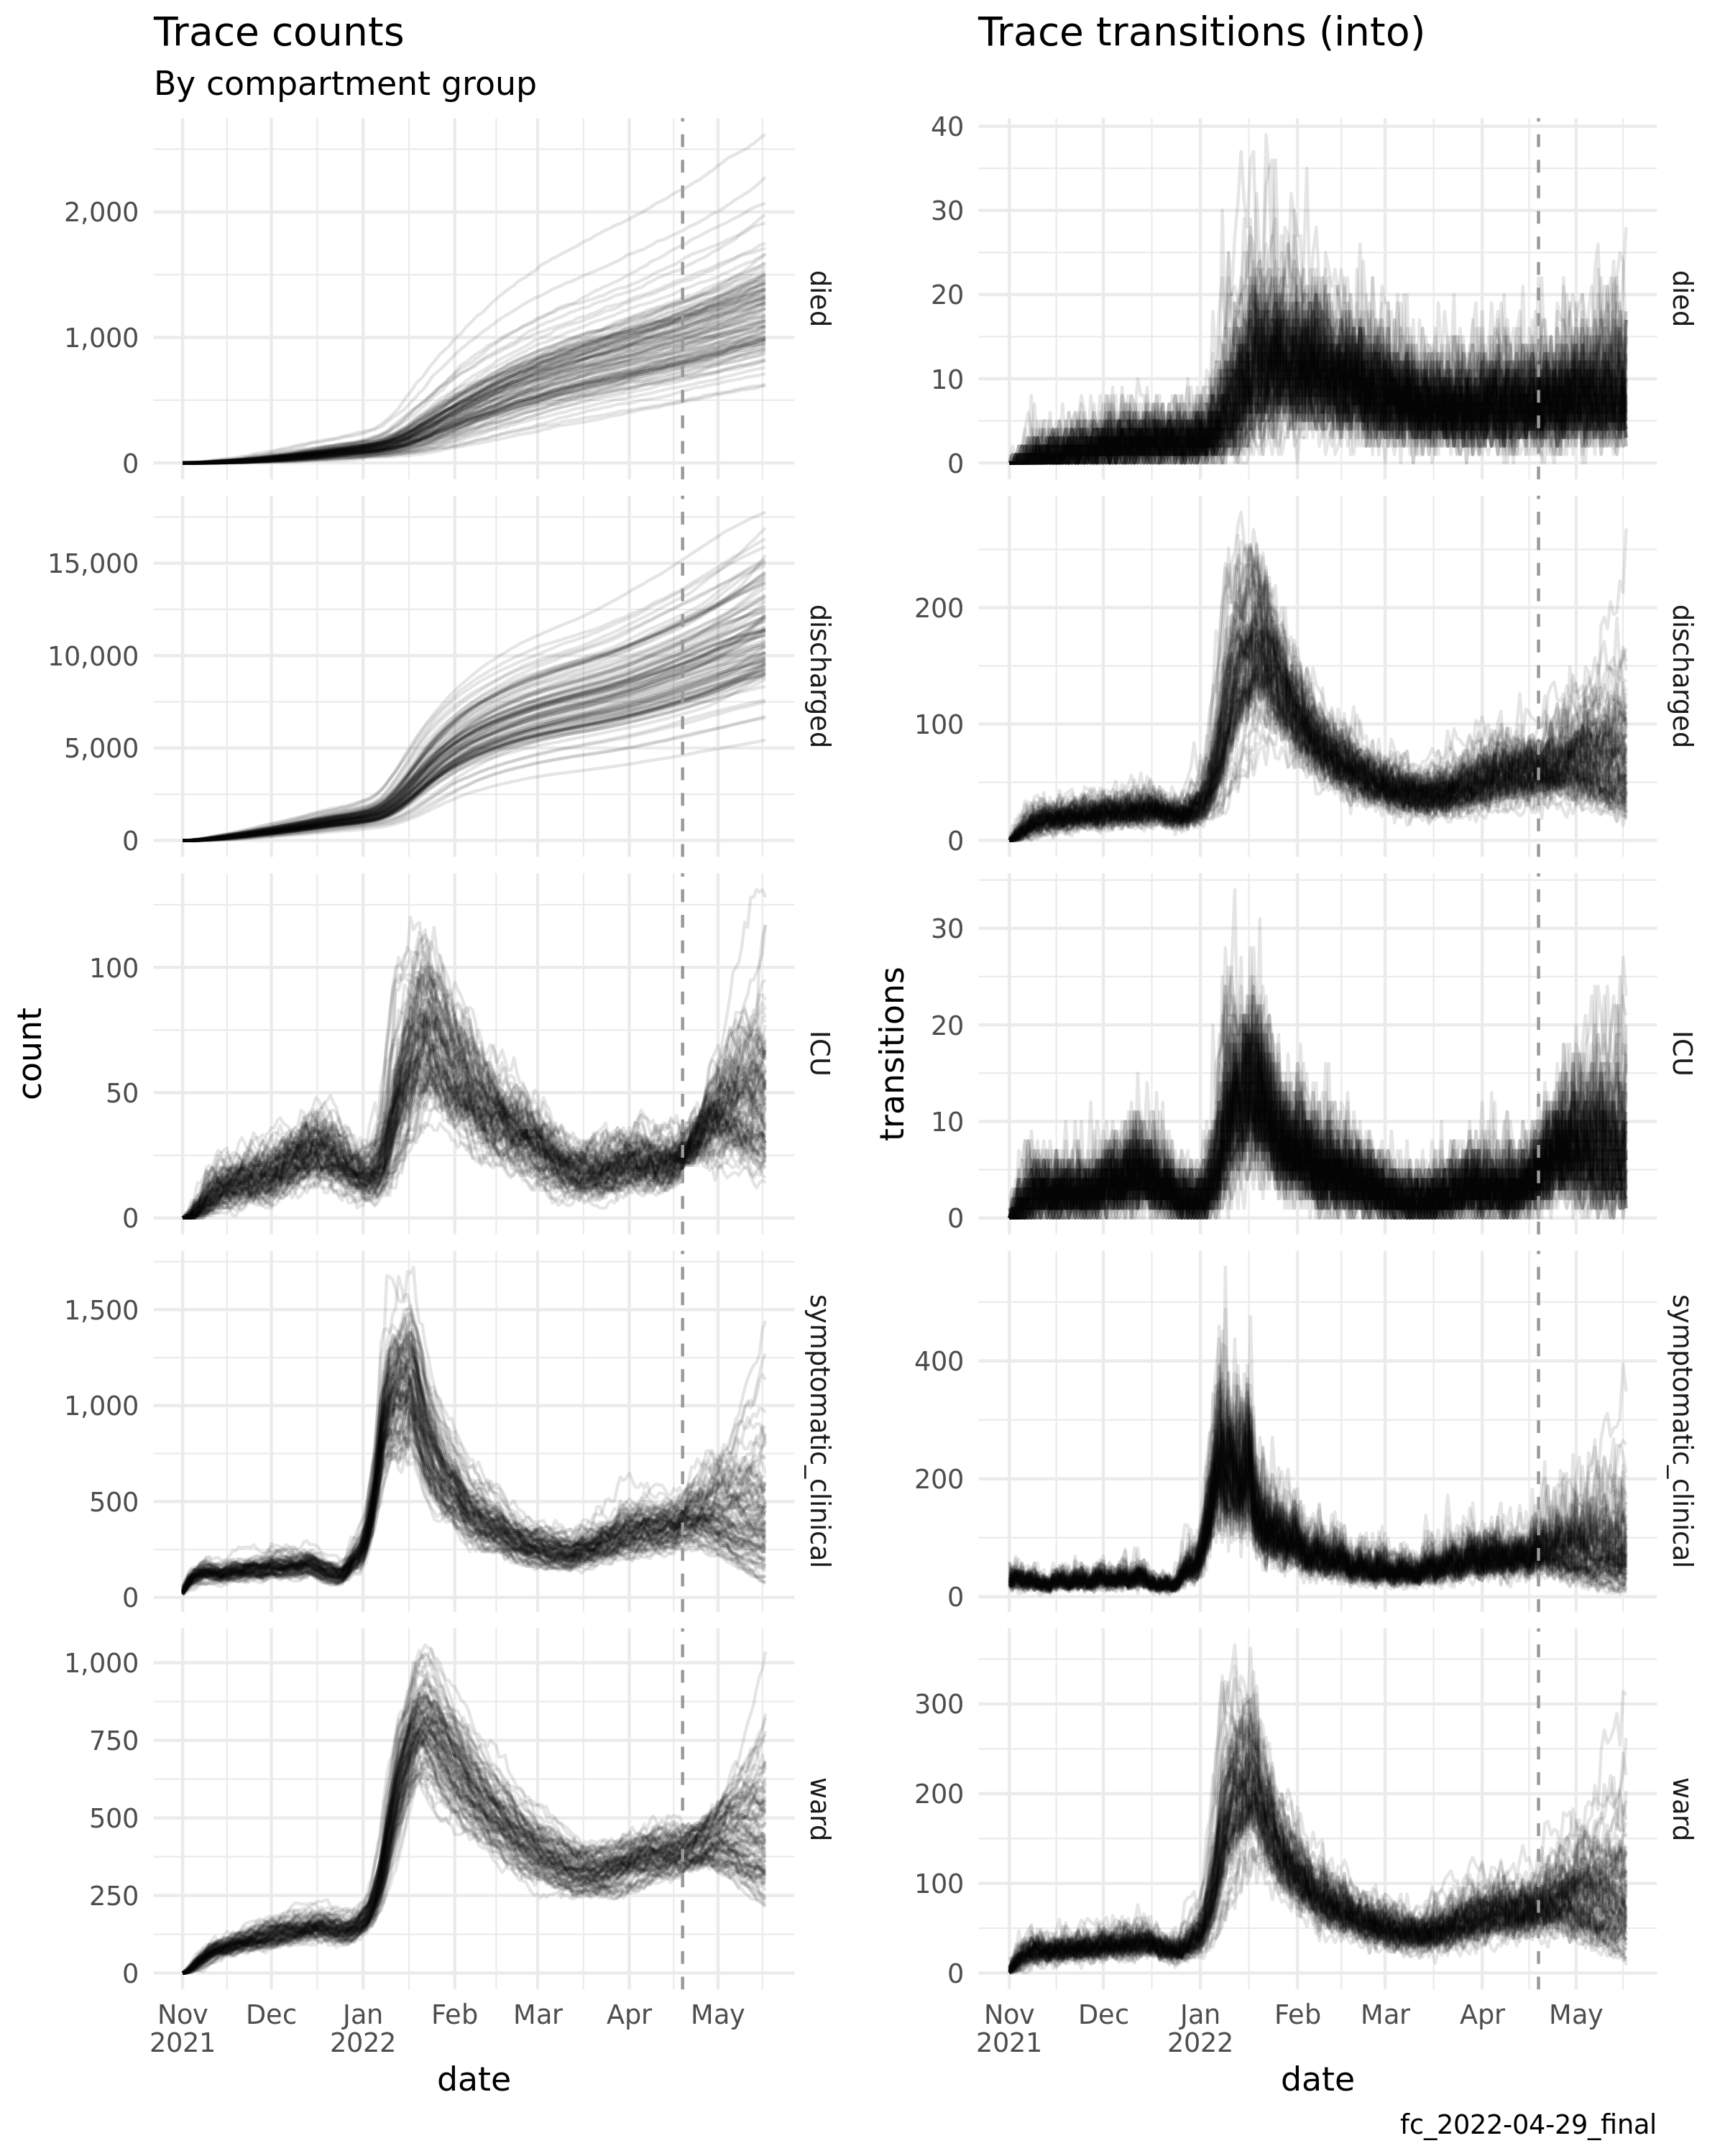 Trace counts
By compartment group
2,000
1,000
0
died
15,000
10,000
5,000
0
discharged
100
50
0
ICU
count
1,500
1,000
500
0
symptomatic_clinical
1,000
750
500
250
0
ward
Nov Dec Jan Feb Mar Apr May
2021 2022
date
Trace transitions (into)
40
30
20
10
0
died
200
100
0
discharged
30
20
10
0
ICU
transitions
400
200
0
symptomatic_clinical
300
200
100
0
ward
Nov Dec Jan Feb Mar Apr May
2021 2022
date
fc_2022-04-29_final